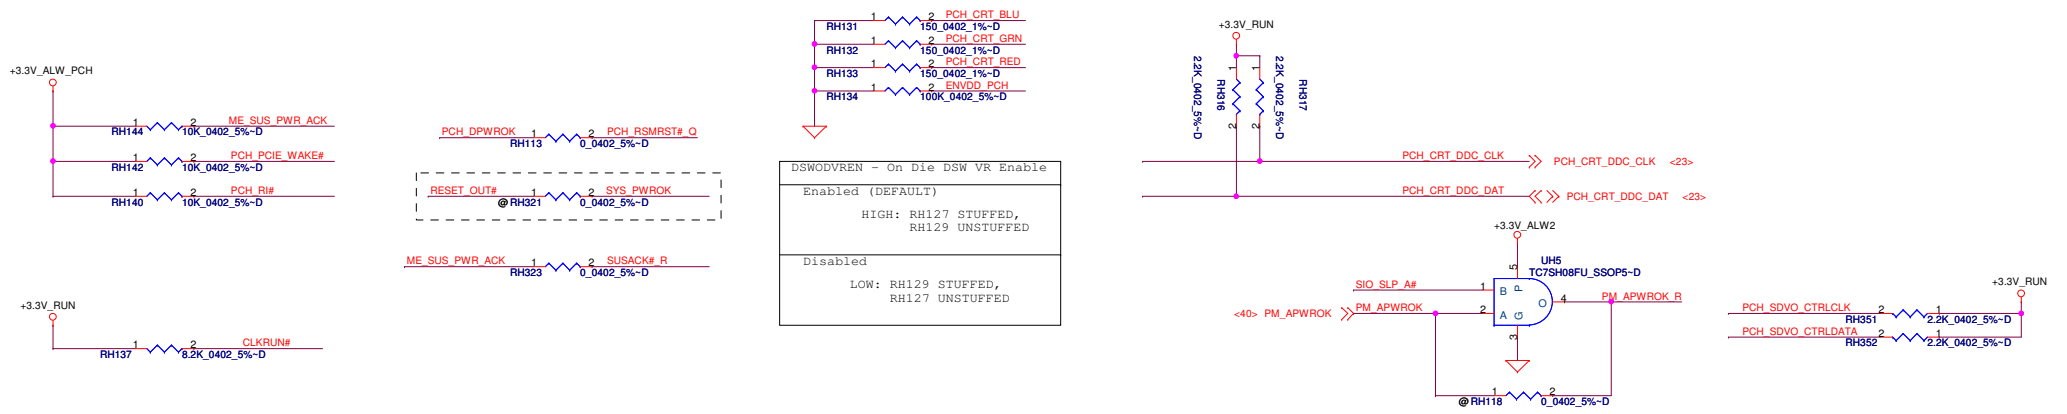 +3.3V_ALW_PCH
1 2 ME_SUS_PWR_ACK
RH144 10K_0402_5%~D
1 2 PCH_PCIE_WAKE#
RH142 10K_0402_5%~D
1 2 PCH_RI#
RH140 10K_0402_5%~D
+3.3V_RUN
1 2 CLKRUN#
RH137 8.2K_0402_5%~D
PCH_DPWROK 1 2 PCH_RSMRST#_Q
RH113 0_0402_5%~D
RESET_OUT# 1 2 SYS_PWROK
@RH321 0_0402_5%~D
ME_SUS_PWR_ACK 1 2 SUSACK#_R
RH323 0_0402_5%~D
1 2 PCH_CRT_BLU
RH131 150_0402_1%~D
1 2 PCH_CRT_GRN
RH132 150_0402_1%~D
1 2 PCH_CRT_RED
RH133 150_0402_1%~D
1 2 ENVDD_PCH
RH134 100K_0402_5%~D
DSWODVREN - On Die DSW VR Enable
Enabled (DEFAULT)
HIGH: RH127 STUFFED,
RH129 UNSTUFFED
Disabled
LOW: RH129 STUFFED,
RH127 UNSTUFFED
+3.3V_RUN
2.2K_0402_5%~D
RH316
1 2
1 2
2.2K_0402_5%~D
RH317
PCH_CRT_DDC_CLK PCH_CRT_DDC_CLK <23>
PCH_CRT_DDC_DAT PCH_CRT_DDC_DAT <23>
+3.3V_ALW2
5
UH5
TC7SH08FU_SSOP5~D
SIO_SLP_A# 1 B P
O 4 PM_APWROK_R
<40> PM_APWROK PM_APWROK 2 A G
3
1 2
@RH118 0_0402_5%~D
+3.3V_RUN
PCH_SDVO_CTRLCLK 2 1
RH351 2.2K_0402_5%~D
PCH_SDVO_CTRLDATA 2 1
RH352 2.2K_0402_5%~D